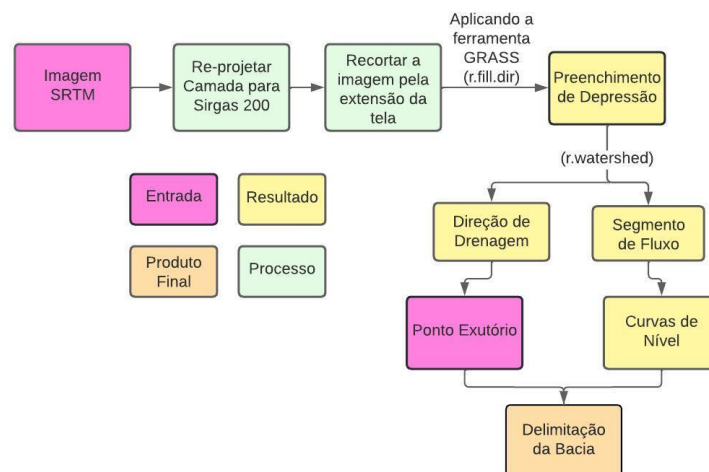 Imagem
SRTM
Re-projetar
Camada para
Sirgas 200
Recortar a
imagem pela
extensão da
tela
Aplicando a
ferramenta
GRASS
(r.fill.dir)
Preenchimento
de Depressão
(r.watershed)
Entrada
Resultado
Produto
Final
Processo
Direção de
Drenagem
Segmento
de Fluxo
Ponto Exutório
Curvas de
Nível
Delimitação
da Bacia